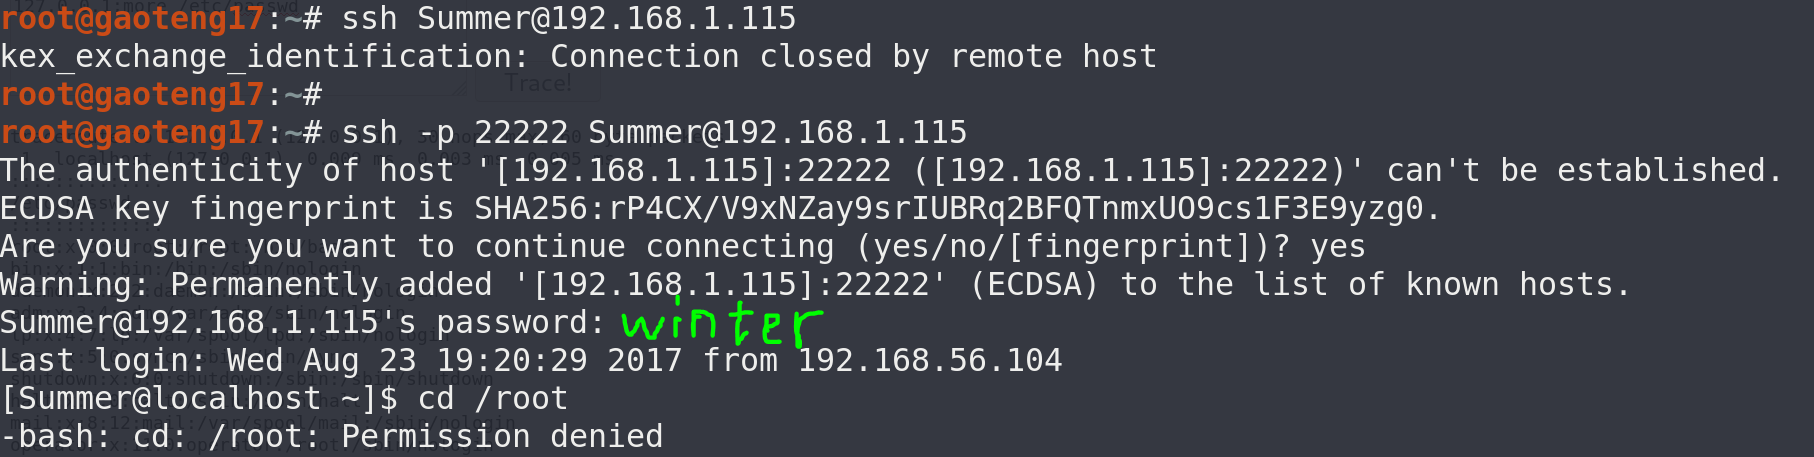 root@gaoteng17:~# ssh Summer@192.168.1.115
kex_exchange_identification: Connection closed by remote host
root@gaoteng17:~#
Trace!
root@gaoteng17:~# ssh -p 22222 Summer@192.168.1.115
The authenticity of host '[192.168.1.115]:22222 ([192.168.1.115]:22222)' can't be established.
ECDSA key fingerprint is SHA256:rP4CX/V9xNZay9srIUBRq2BFQTnmxUO9cs1F3E9yzg0.
Are you sure you want to continue connecting (yes/no/[fingerprint])? yes
Warning: Permanently added '[192.168.1.115]:22222' (ECDSA) to the list of known hosts.
Summer@192.168.1.115's password: winter
Last login: Wed Aug 23 19:20:29 2017 from 192.168.56.104
[Summer@localhost ~]$ cd /root
-bash: cd: /root: Permission denied